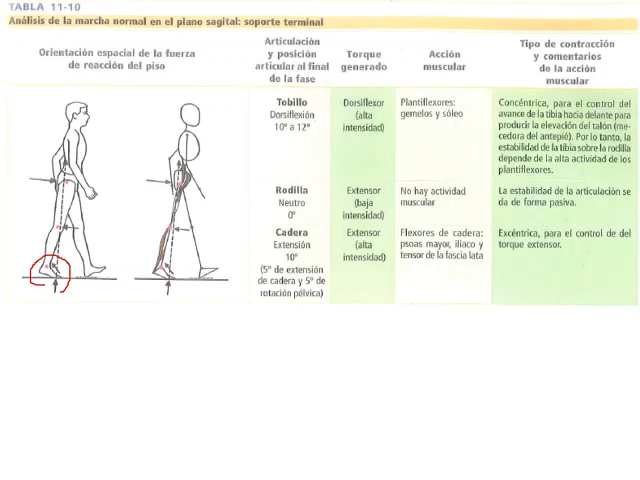 TABLA 11-10
Análisis de la marcha normal en el plano sagital: soporte terminal
Orientación espacial de la fuerza
de reacción del piso
Articulación
y posición
articular al final
de la fase
Torque
generado
Acción
muscular
Tipo de contracción
y comentarios
de la acción
muscular
Tobillo
Dorsiflexión
10º a 12º
Dorsiflexor
(alta
intensidad)
Plantiflexores:
gemelos y sóleo
Concéntrica, para el control del
avance de la tibia hacia delante para
producir la elevación del talón (me-
cedora del antepié). Por lo tanto, la
estabilidad de la tibia sobre la rodilla
depende de la alta actividad de los
plantiflexores.
Rodilla
Neutro
0º
Extensor
(baja
intensidad)
No hay actividad
muscular
La estabilidad de la articulación se
da de forma pasiva.
Cadera
Extensión
10º
(5º de extensión
de cadera y 5º de
rotación pélvica)
Extensor
(alta
intensidad)
Flexores de cadera:
psoas mayor, iliaco y
tensor de la fascia lata
Excéntrica, para el control de del
torque extensor.